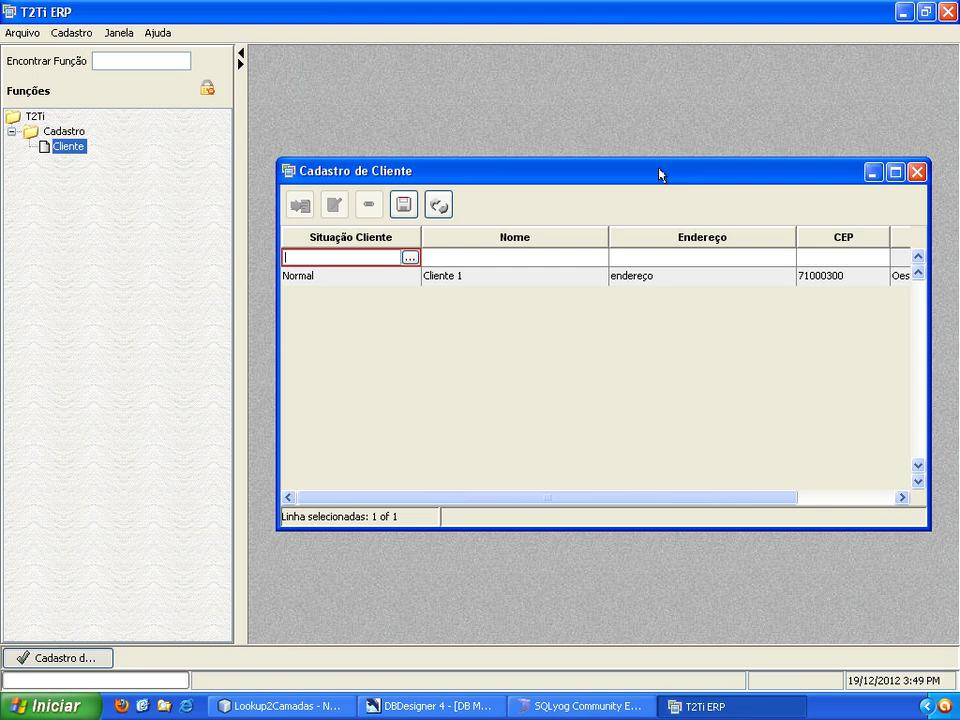 T2Ti ERP
Arquivo Cadastro Janela Ajuda
Encontrar Função
Funções
T2Ti
Cadastro
Cliente
Cadastro de Cliente
Situação Cliente Nome Endereço CEP
...
Normal Cliente 1 endereço 71000300 Oes
Linha selecionadas: 1 of 1
Cadastro d...
19/12/2012 3:49 PM
Iniciar Lookup2Camadas - N... DBDesigner 4 - [DB M... SQLyog Community E... T2Ti ERP